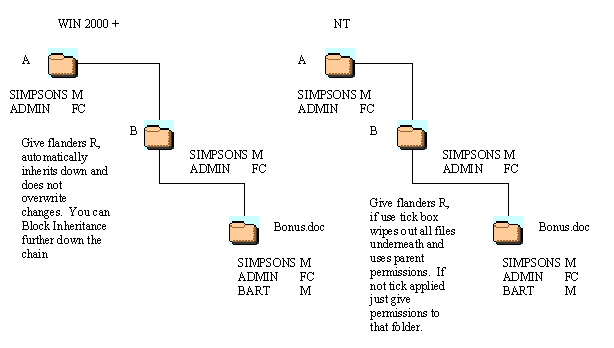 WIN 2000 +
A
SIMPSONS M
ADMIN FC
B
SIMPSONS M
ADMIN FC
Give flanders R,
automatically
inherits down and
does not
overwrite
changes. You can
Block Inheritance
further down the
chain
Bonus.doc
SIMPSONS M
ADMIN FC
BART M
NT
A
SIMPSONS M
ADMIN FC
B
SIMPSONS M
ADMIN FC
Give flanders R,
if use tick box
wipes out all files
underneath and
uses parent
permissions. If
not tick applied
just give
permissions to
that folder.
Bonus.doc
SIMPSONS M
ADMIN FC
BART M